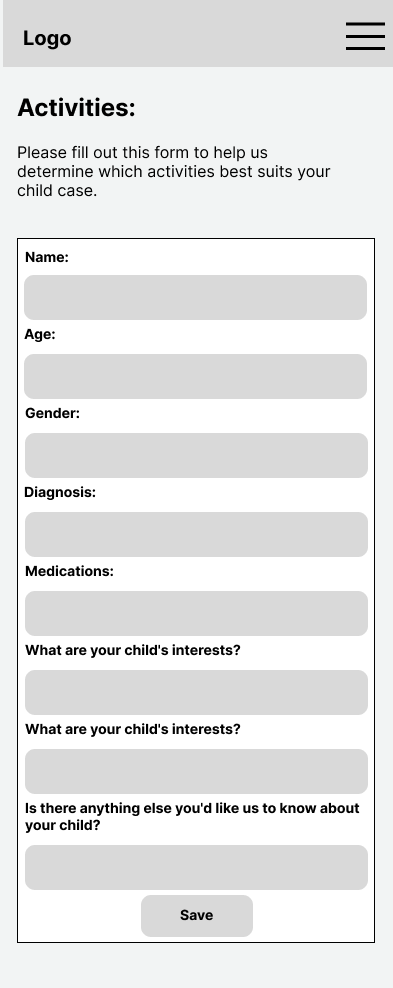 Logo
Activities:
Please fill out this form to help us
determine which activities best suits your
child case.
Name:
Age:
Gender:
Diagnosis:
Medications:
What are your child's interests?
What are your child's interests?
Is there anything else you'd like us to know about
your child?
Save